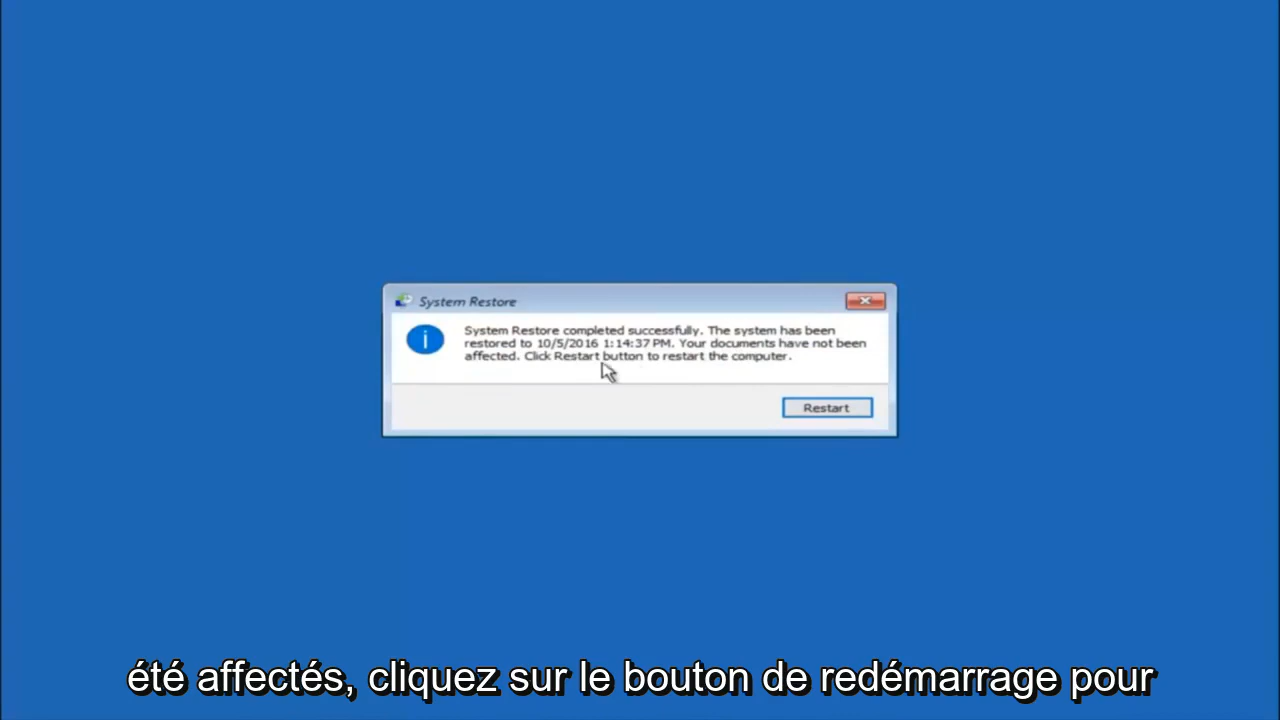 System Restore
System Restore completed successfully. The system has been
restored to 10/5/2016 1:14:37 PM. Your documents have not been
affected. Click Restart button to restart the computer.
Restart
été affectés, cliquez sur le bouton de redémarrage pour